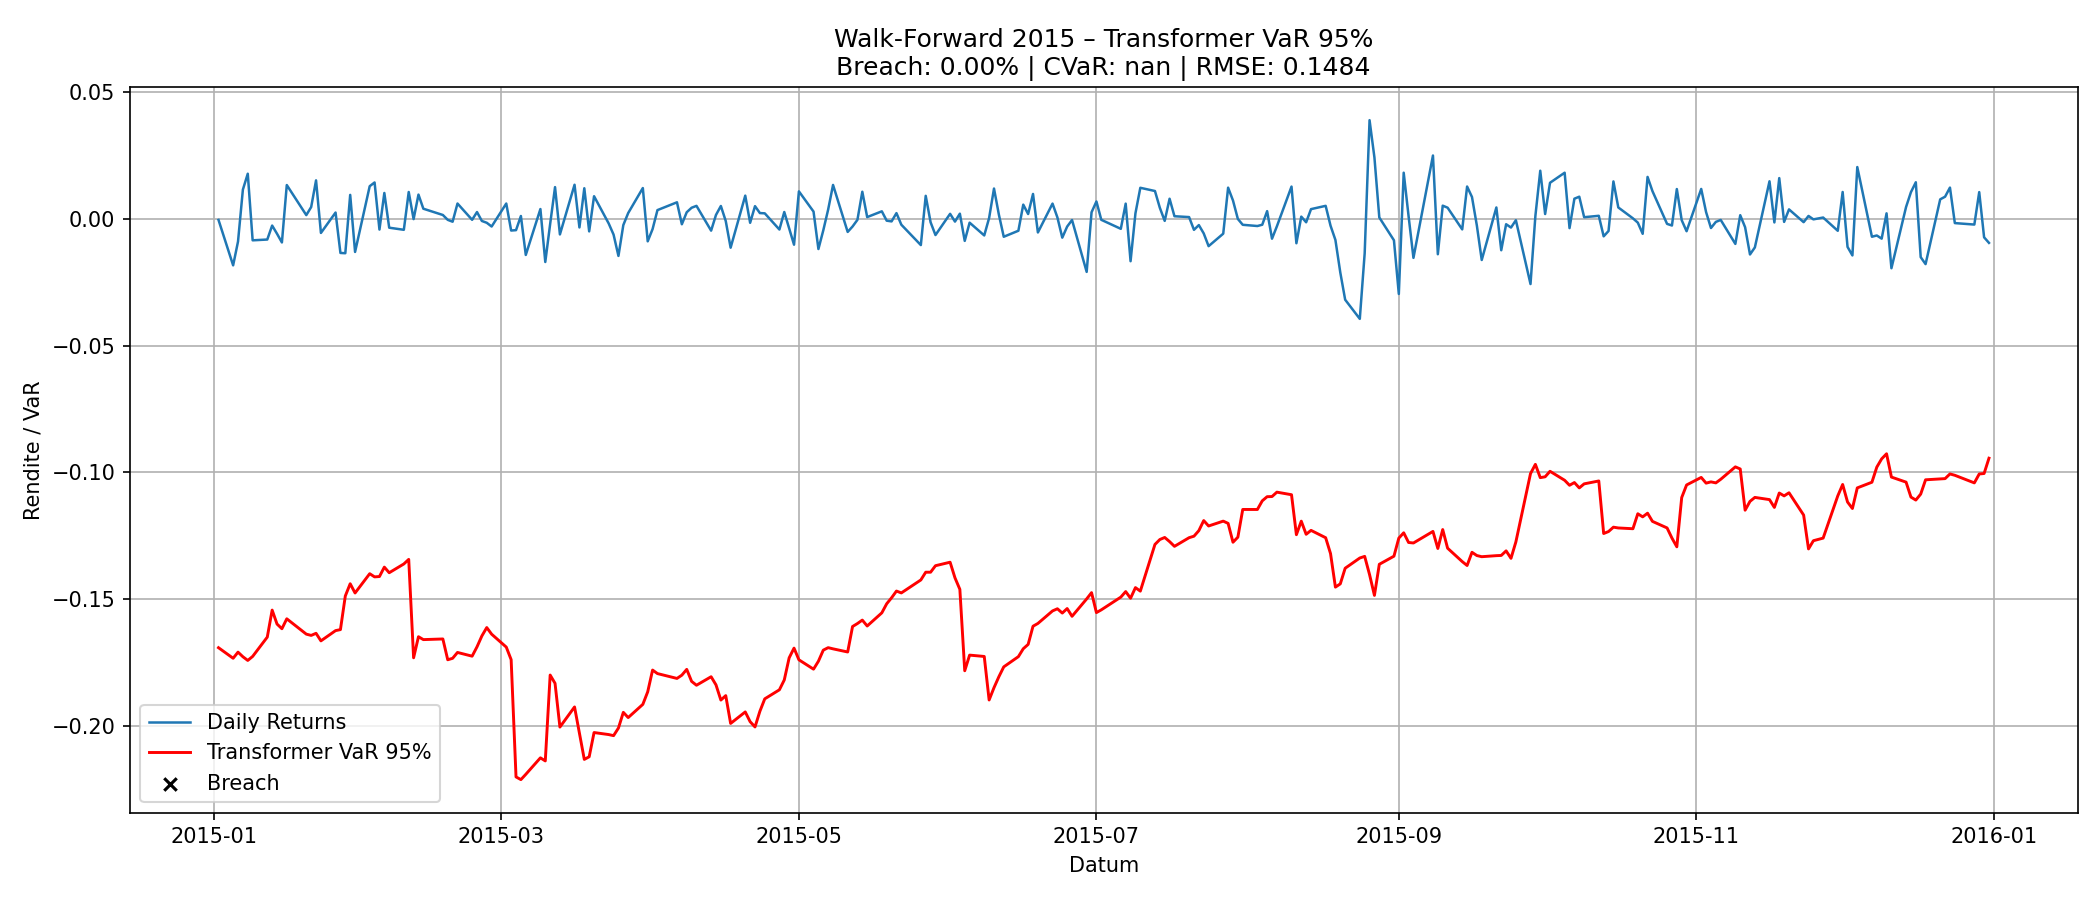 Walk-Forward 2015 – Transformer VaR 95%
Breach: 0.00% | CVaR: nan | RMSE: 0.1484
0.05
0.00
−0.05
−0.10
−0.15
−0.20
Rendite / VaR
Daily Returns
Transformer VaR 95%
Breach
2015-01 2015-03 2015-05 2015-07 2015-09 2015-11 2016-01
Datum